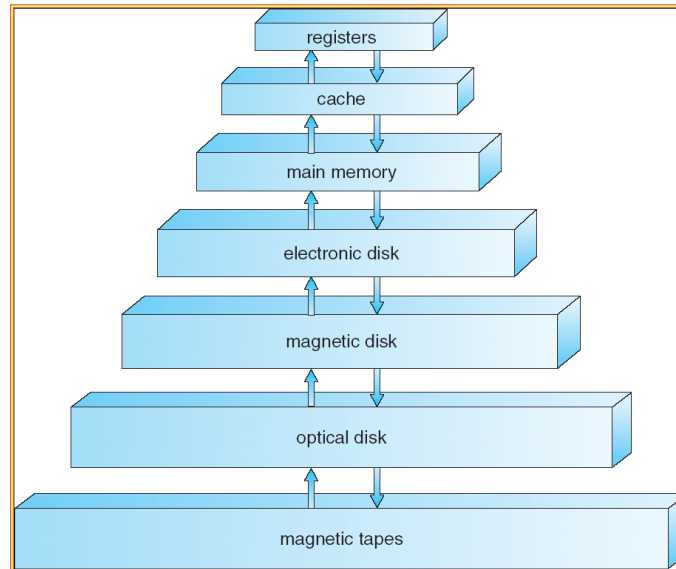 registers
cache
main memory
electronic disk
magnetic disk
optical disk
magnetic tapes